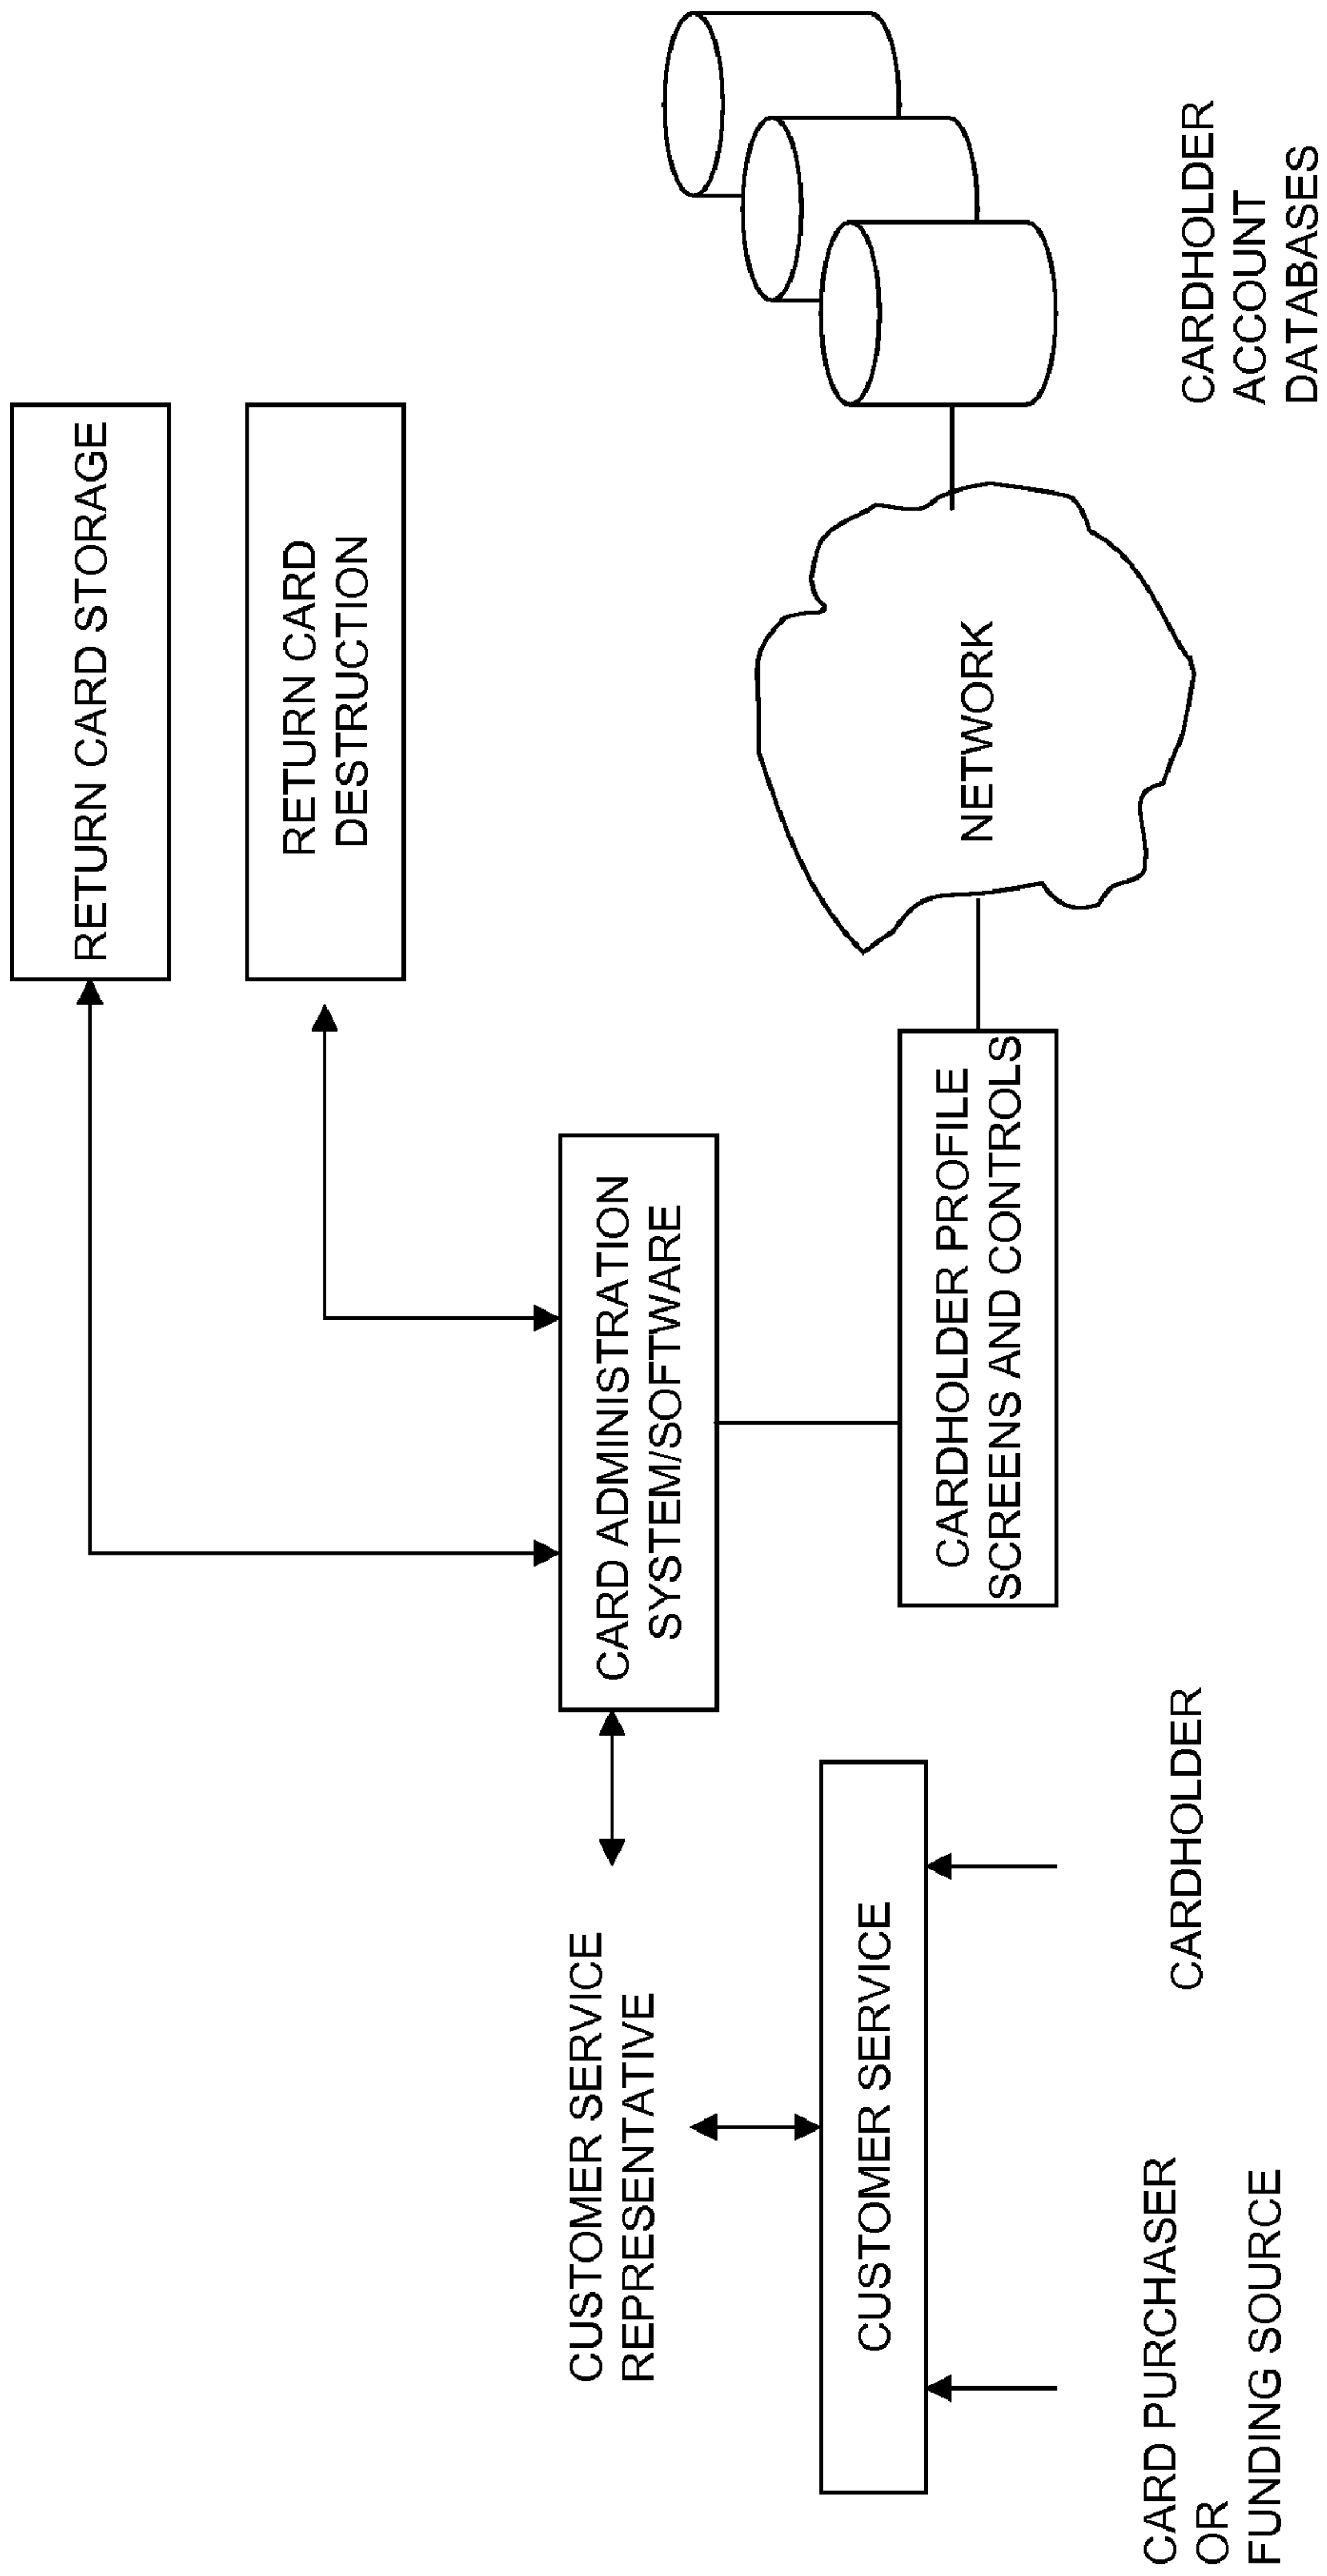 RETURN CARD STORAGE
RETURN CARD
DESTRUCTION
CUSTOMER SERVICE
REPRESENTATIVE
CARD ADMINISTRATION
SYSTEM/SOFTWARE
CUSTOMER SERVICE
CARDHOLDER PROFILE
SCREENS AND CONTROLS
NETWORK
CARD PURCHASER
OR
FUNDING SOURCE
CARDHOLDER
CARDHOLDER
ACCOUNT
DATABASES